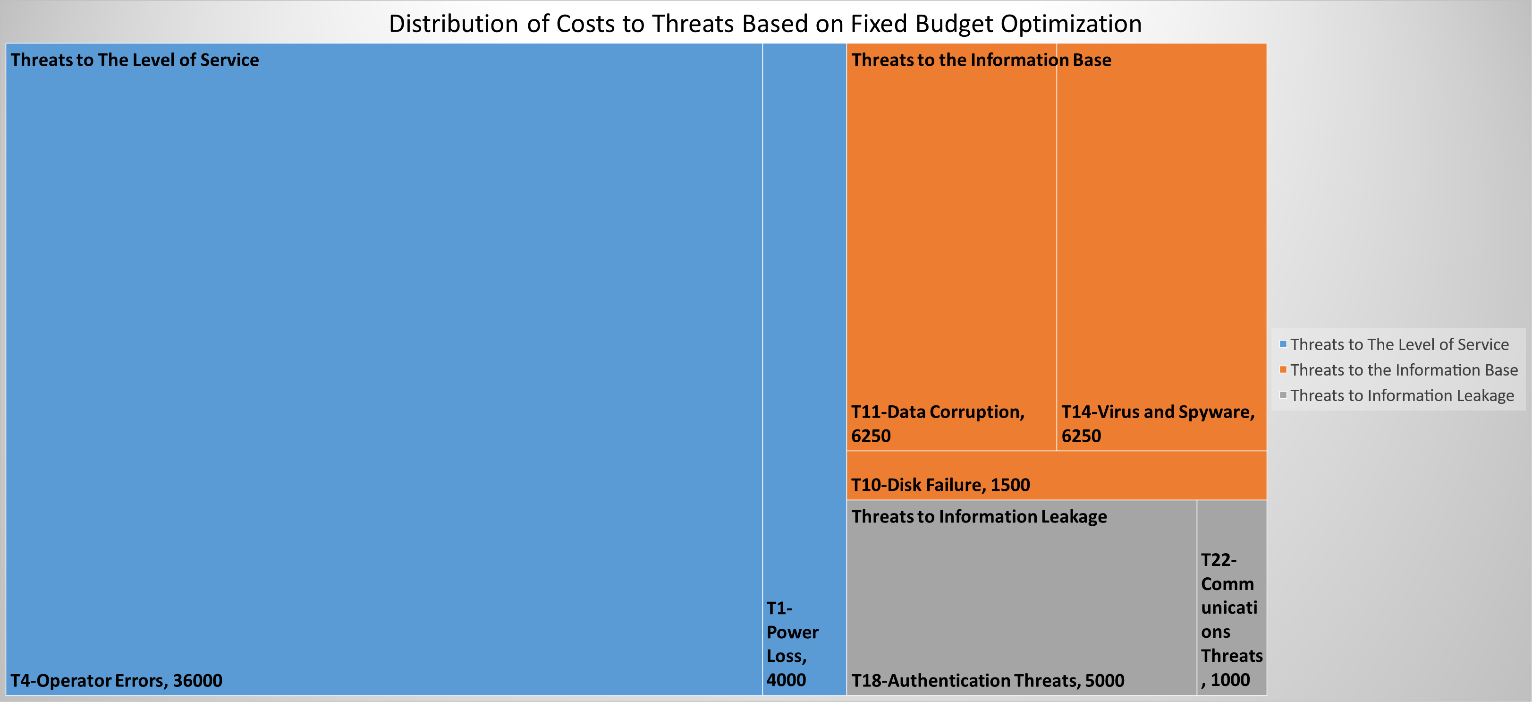 Distribution of Costs to Threats Based on Fixed Budget Optimization
Threats to The Level of Service
T4-Operator Errors, 36000
T1-
Power
Loss,
4000
Threats to the Information Base
T11-Data Corruption,
6250
T14-Virus and Spyware,
6250
T10-Disk Failure, 1500
Threats to Information Leakage
T18-Authentication Threats, 5000
T22-
Comm
unicati
ons
Threats
, 1000
Threats to The Level of Service
Threats to the Information Base
Threats to Information Leakage